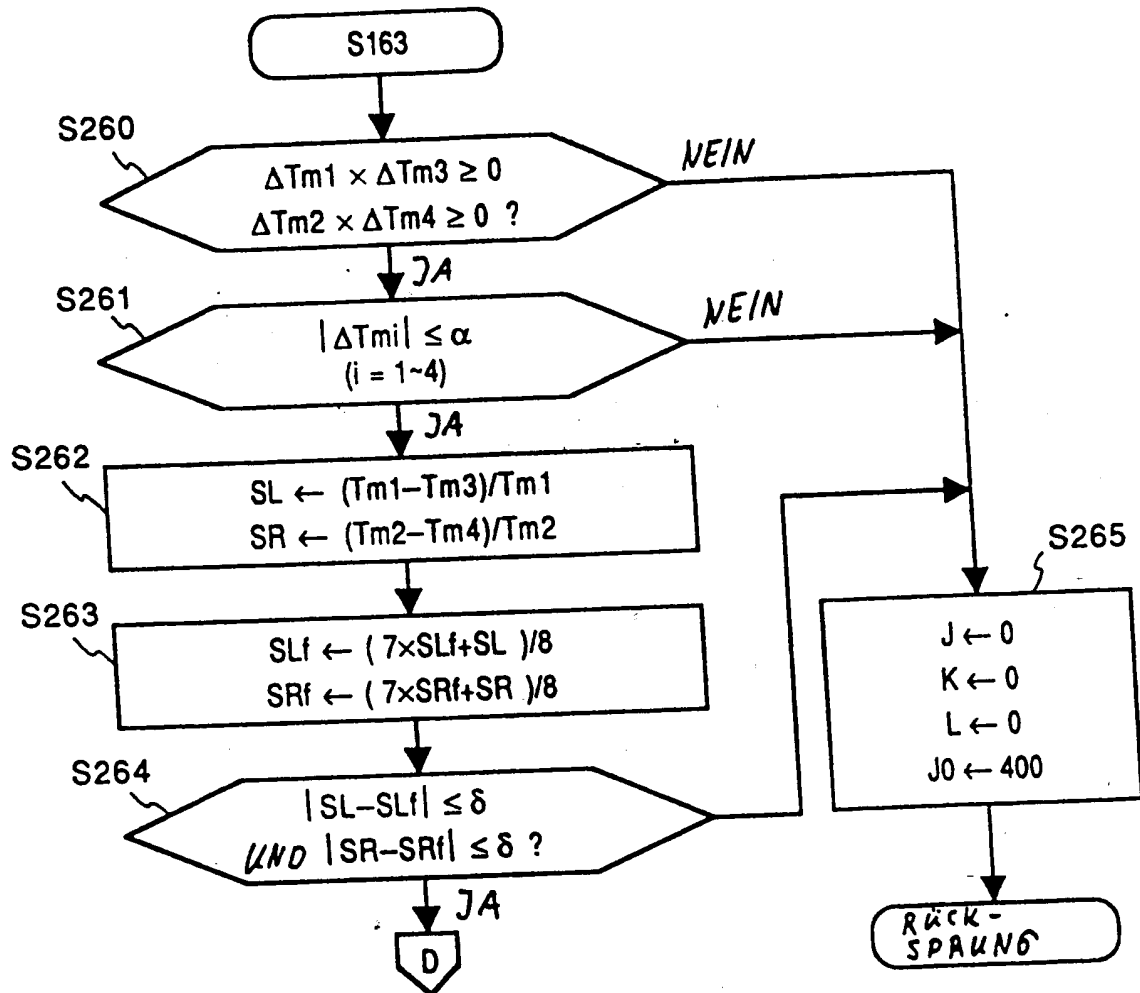 S163
S260
ΔTm1 × ΔTm3 ≥ 0
ΔTm2 × ΔTm4 ≥ 0 ?
NEIN
JA
S261
|ΔTmi| ≤ α
(i = 1~4)
NEIN
JA
S262
SL ← (Tm1–Tm3)/Tm1
SR ← (Tm2–Tm4)/Tm2
S263
SLf ← ( 7×SLf+SL )/8
SRf ← ( 7×SRf+SR )/8
S264
|SL–SLf| ≤ δ
UND |SR–SRf| ≤ δ ?
JA
D
S265
J ← 0
K ← 0
L ← 0
J0 ← 400
RÜCK-
SPRUNG